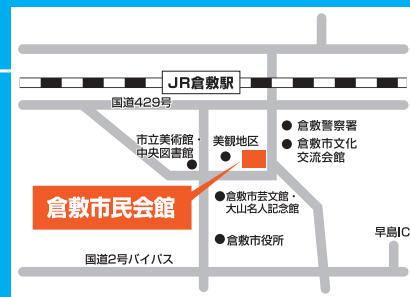 JR倉敷駅
国道429号
倉敷警察署
市立美術館・
中央図書館
美観地区
倉敷市文化
交流会館
倉敷市民会館
倉敷市芸文館・
大山名人記念館
倉敷市役所
早島IC
国道2号バイパス